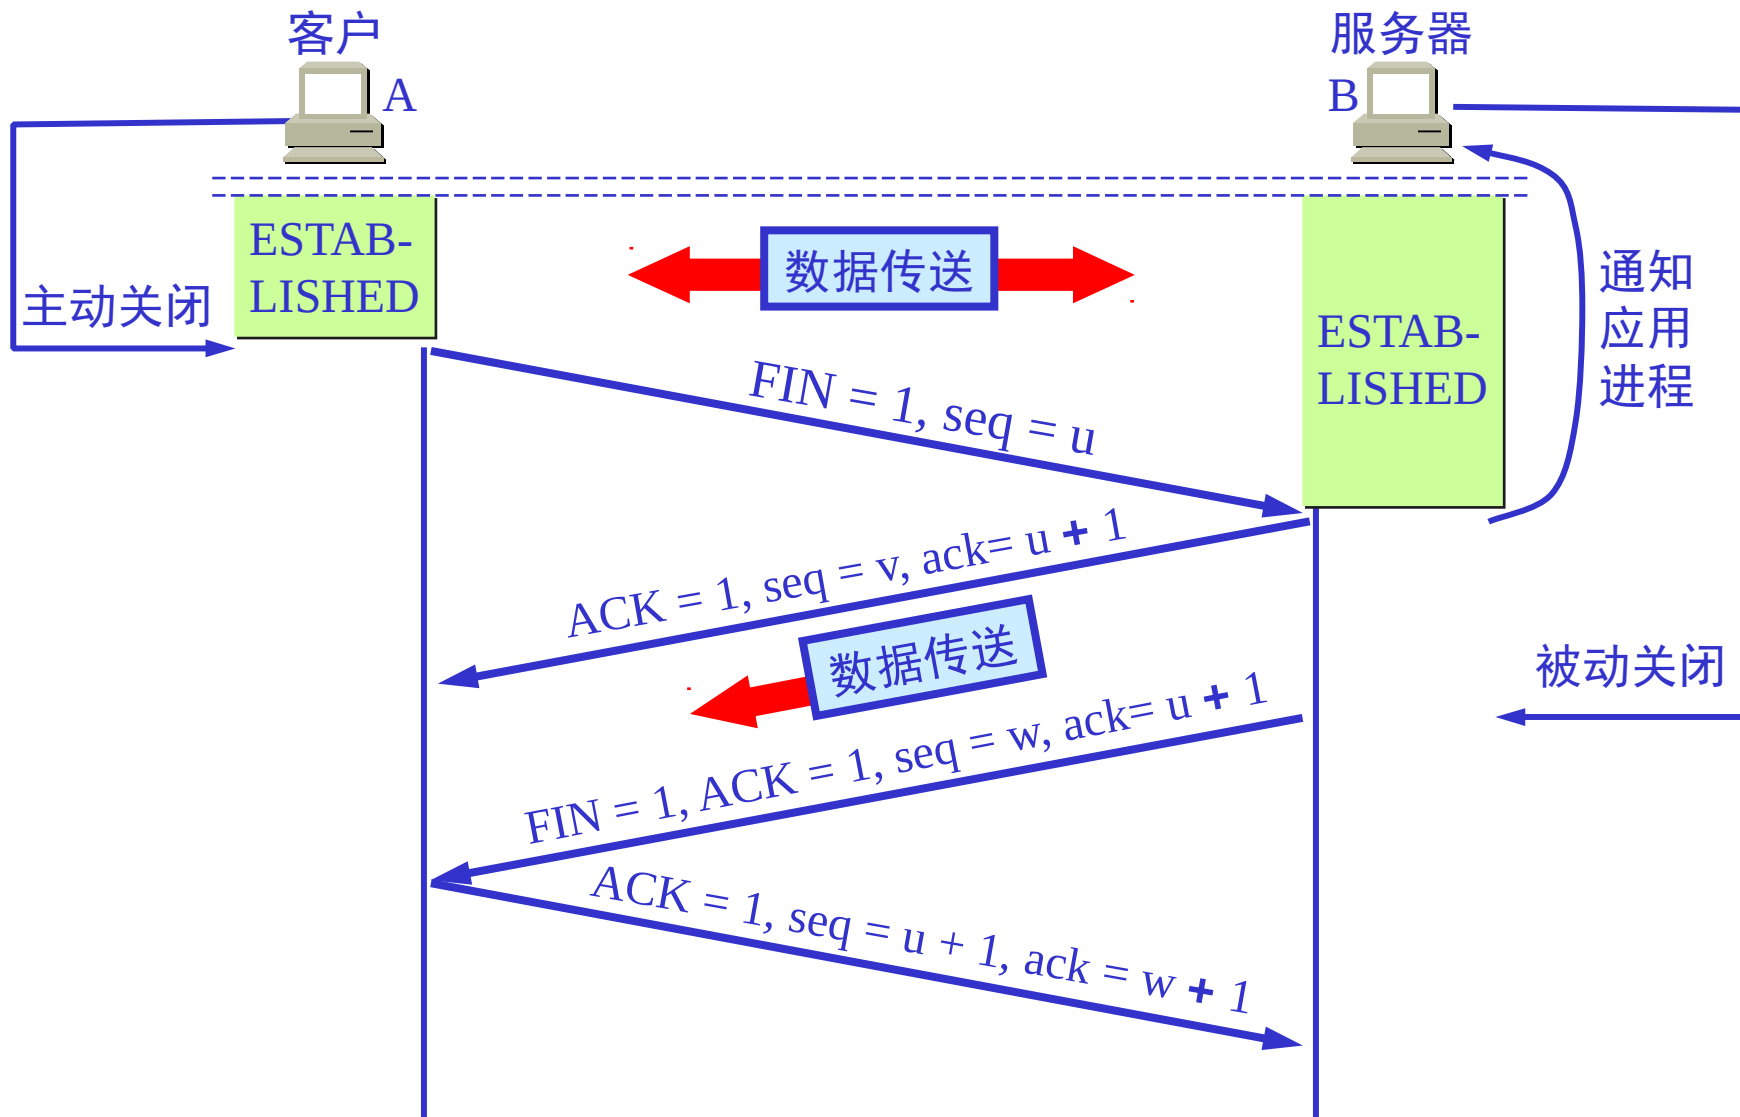 客户
服务器
A
B
ESTAB-
LISHED
数据传送
主动关闭
通知
应用
进程
ESTAB-
LISHED
FIN = 1, seq = u
ACK = 1, seq = v, ack= u + 1
数据传送
被动关闭
FIN = 1, ACK = 1, seq = w, ack= u + 1
ACK = 1, seq = u + 1, ack = w + 1